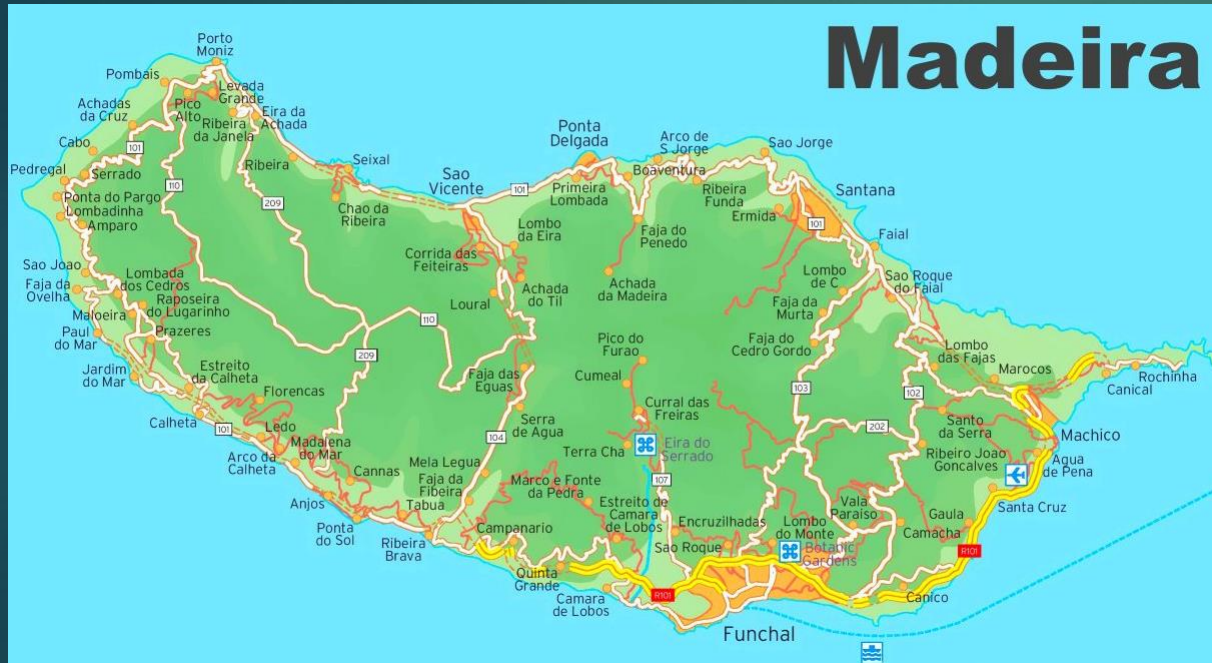 Madeira
Porto
Moniz
Pombais
Levada
Grande
Achadas
da Cruz
Pico
Alto
Eira da
Achada
Ribeira
da Janela
Cabo
101
Pedregal
Serrado
110
Ribeira
Seixal
209
Ponta do Pargo
Lombadinha
Amparo
Chao da
Ribeira
Sao
Vicente
101
Ponta
Delgada
Primeira
Lombada
Arco de
S Jorge
Boaventura
Sao Jorge
Ribeira
Funda
Santana
Ermida
101
Lombo
da Eira
Faja do
Penedo
Faial
Corrida das
Feiteiras
Sao Joao
Faja da
Ovelha
Lombada
dos Cedros
Raposeira
do Lugarinho
Maloeira
Achada
do Til
Achada
da Madeira
Lombo
de C
Sao Roque
do Faial
Loural
Faja da
Murta
Paul
do Mar
Prazeres
110
209
Pico do
Furao
Faja do
Cedro Gordo
Lombo
das Fajas
Marocos
Jardim
do Mar
Estreito
da Calheta
Florencas
Faja das
Eguas
Cumeal
103
102
Rochinha
Canical
Calheta
101
Ledo
Serra
de Agua
Curral das
Freiras
202
Santo
da Serra
Machico
Arco da
Calheta
Madalena
do Mar
104
Terra Cha
Eira do
Serrado
Ribeiro Joao
Goncalves
Agua
de Pena
Cannas
Mela Legua
107
Anjos
Faja da
Fibeira
Marco e Fonte
da Pedra
Santa Cruz
Tabua
Estreito de
Camara
de Lobos
Vala
Paraiso
Gaula
Ponta
do Sol
Encruzilhadas
Lombo
do Monte
Camacha
Ribeira
Brava
Campanario
Sao Roque
Botanic
Gardens
R101
Quinta
Grande
Camara
de Lobos
R101
Canico
Funchal